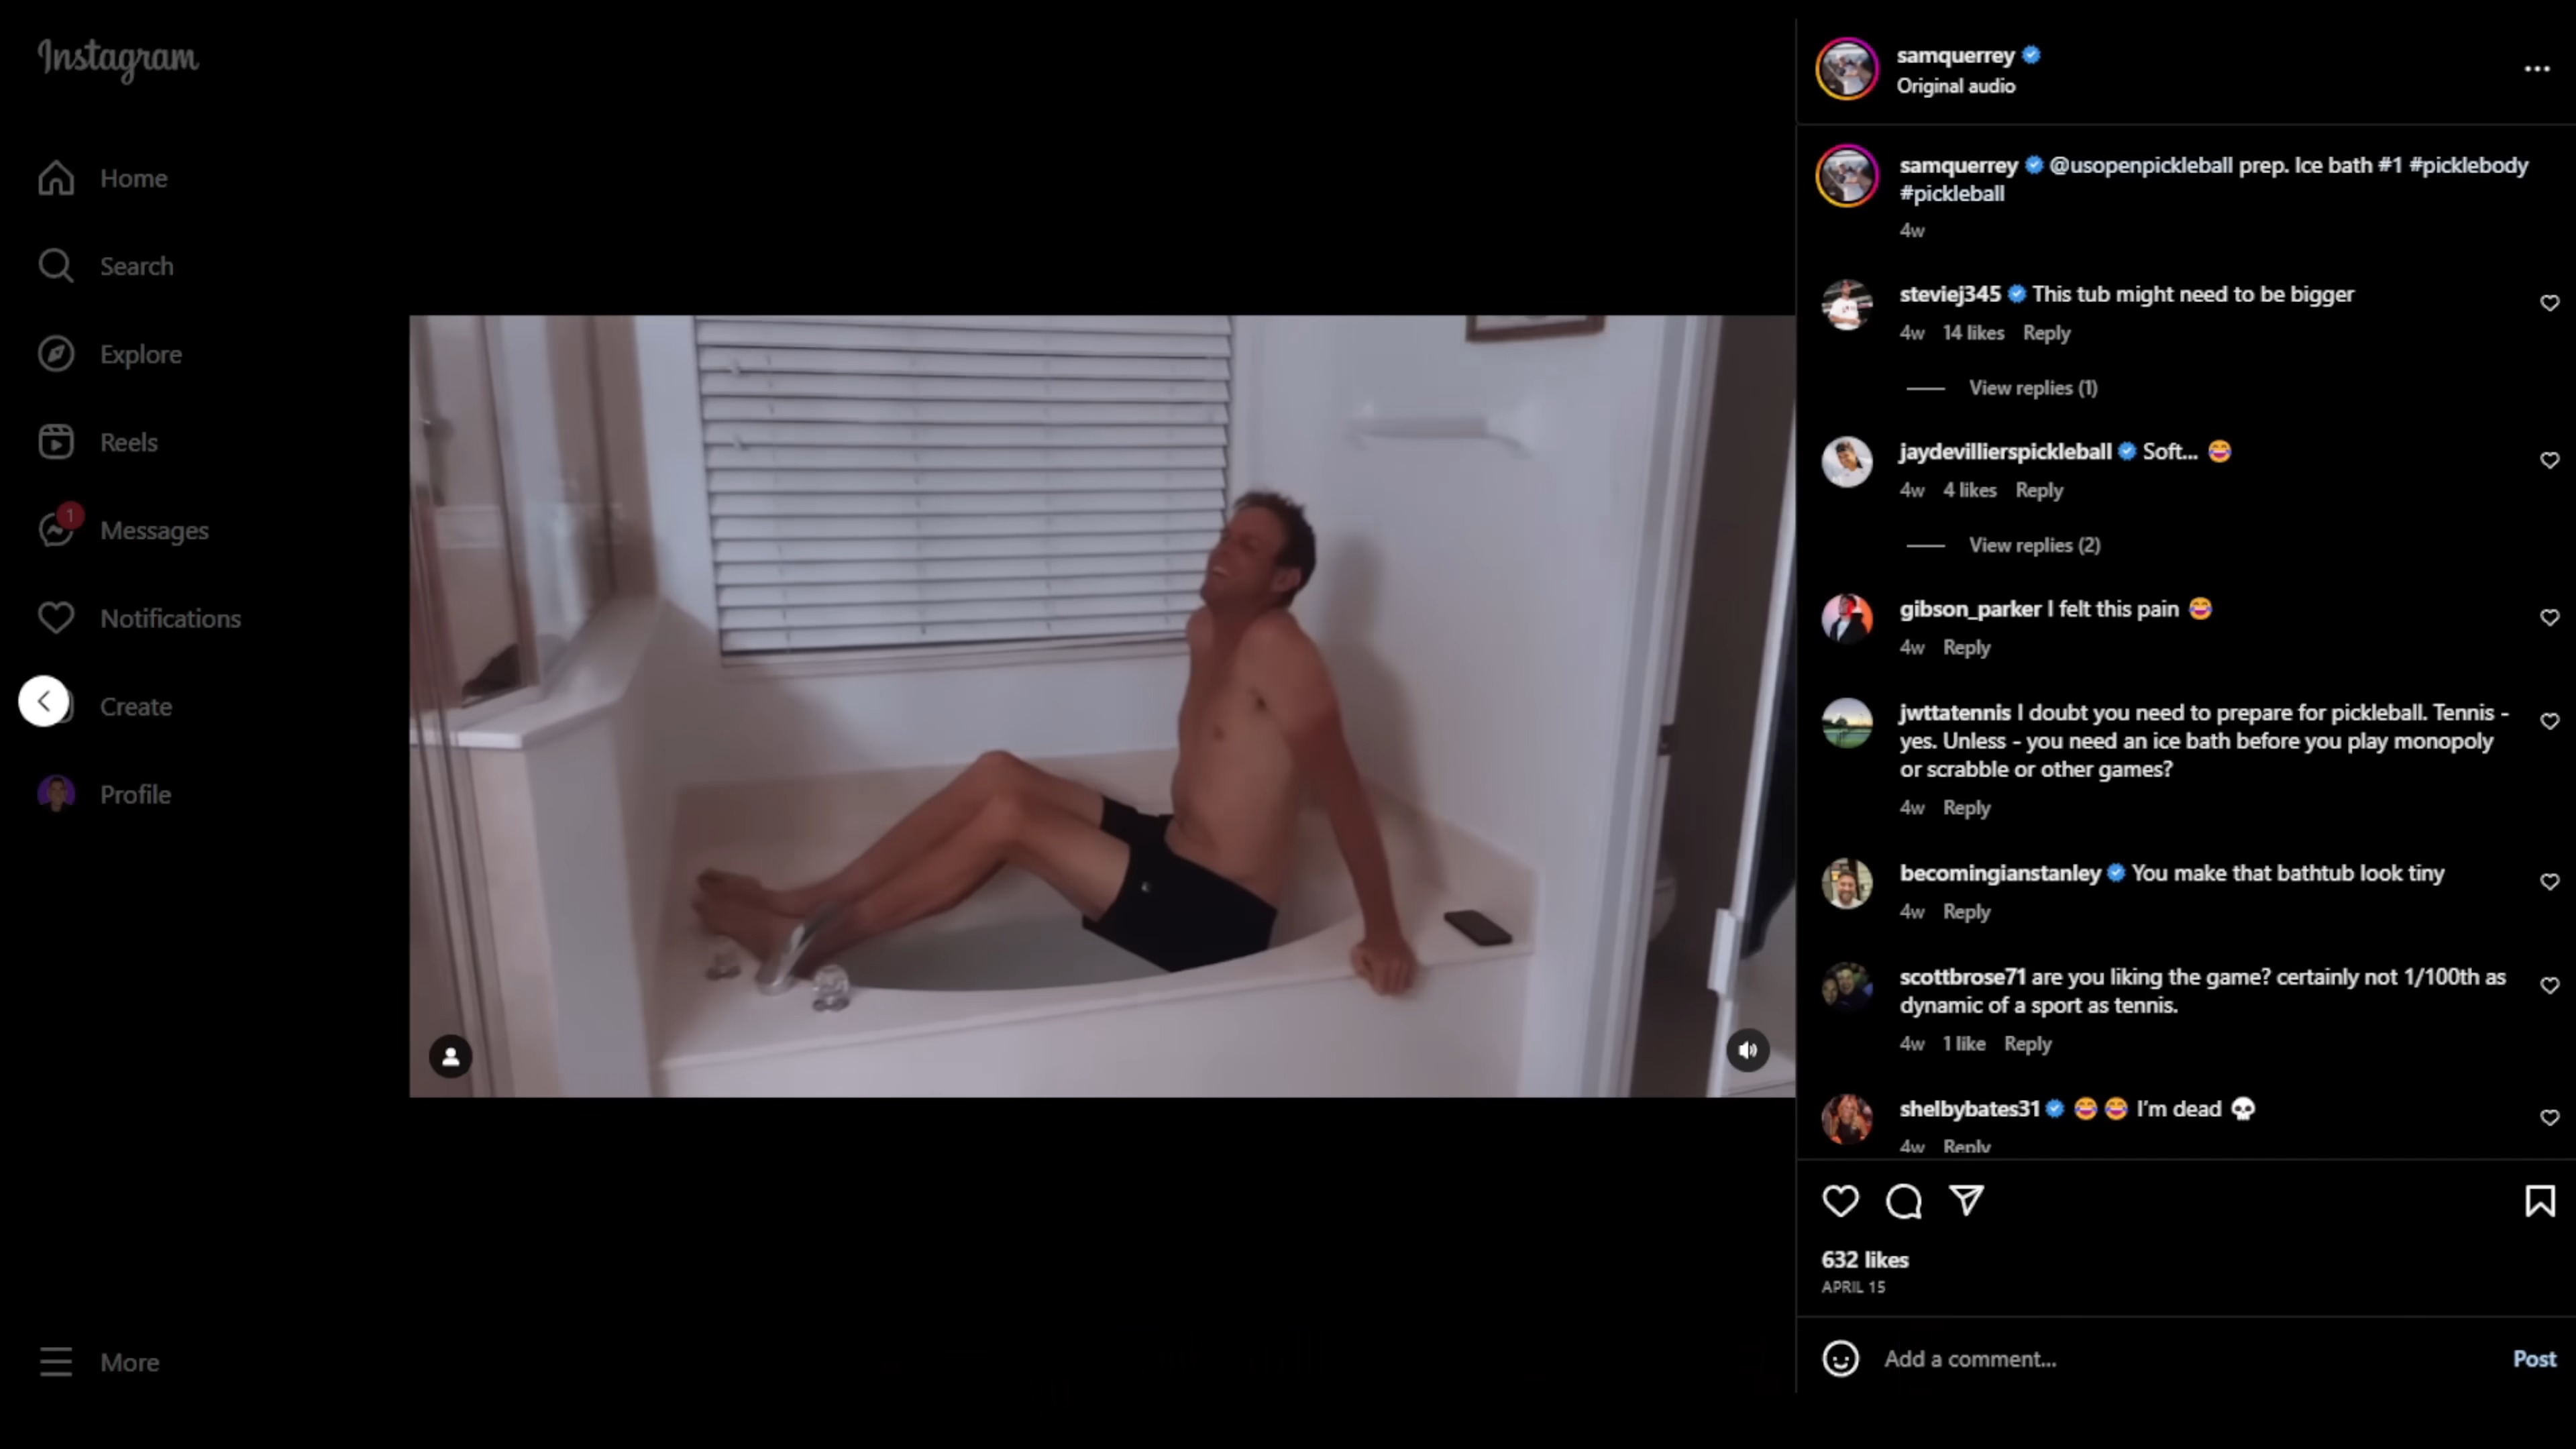 Instagram
Home
Search
Explore
Reels
1
Messages
Notifications
Create
Profile
More
samquerrey
Original audio
samquerrey @usopenpickleball prep. Ice bath #1 #picklebody
#pickleball
4w
steviej345 This tub might need to be bigger
4w 14 likes Reply
View replies (1)
jaydevillierspickleball Soft... 😂
4w 4 likes Reply
View replies (2)
gibson_parker I felt this pain 😂
4w Reply
jwttatennis I doubt you need to prepare for pickleball. Tennis -
yes. Unless - you need an ice bath before you play monopoly
or scrabble or other games?
4w Reply
becomingianstanley You make that bathtub look tiny
4w Reply
scottbrose71 are you liking the game? certainly not 1/100th as
dynamic of a sport as tennis.
4w 1 like Reply
shelbybates31 😂😂 I'm dead 💀
4w Reply
632 likes
APRIL 15
Add a comment...
Post